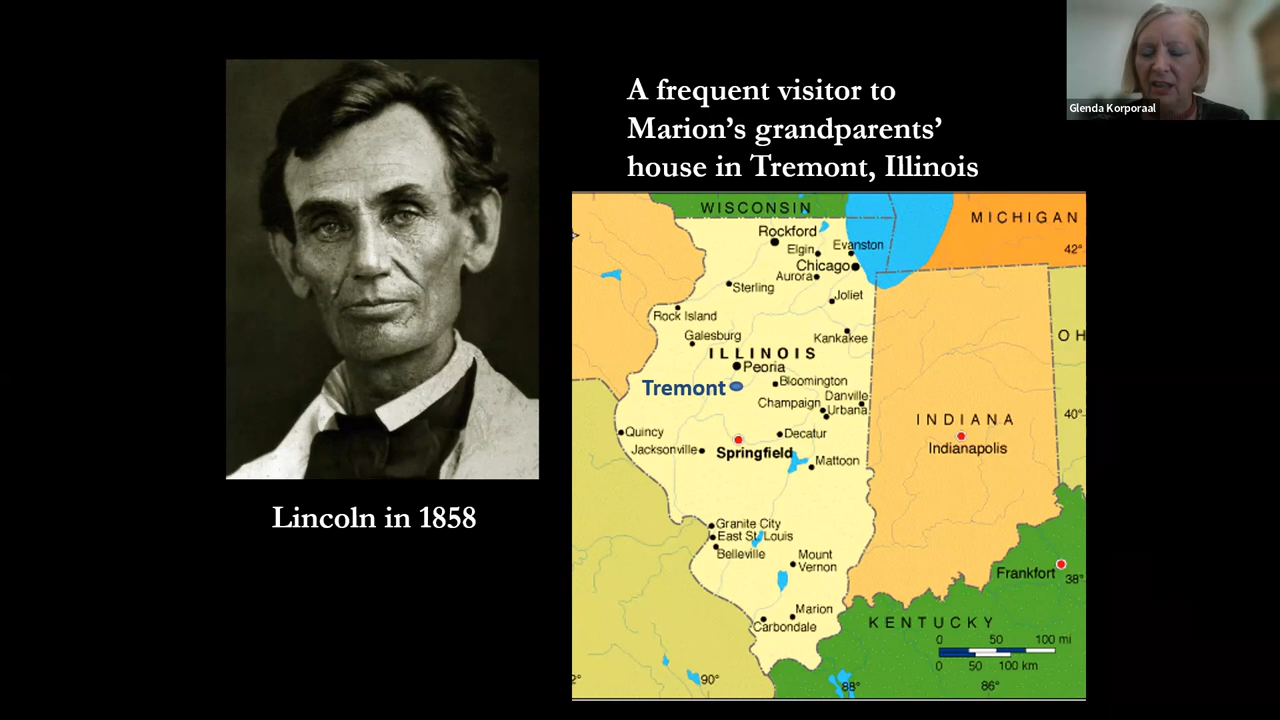 A frequent visitor to
Marion’s grandparents’
house in Tremont, Illinois
Glenda Korporaal
Lincoln in 1858
WISCONSIN
MICHIGAN
42°
Rockford
Elgin
Evanston
Chicago
Aurora
Sterling
Joliet
Rock Island
Galesburg
Kankakee
OH
ILLINOIS
Peoria
Tremont
Bloomington
Danville
Champaign
Urbana
40°
INDIANA
Indianapolis
Quincy
Decatur
Jacksonville
Springfield
Mattoon
Granite City
East St. Louis
Belleville
Mount
Vernon
Frankfort
38°
Marion
Carbondale
KENTUCKY
0 50 100 mi
0 50 100 km
2°
90°
88°
86°